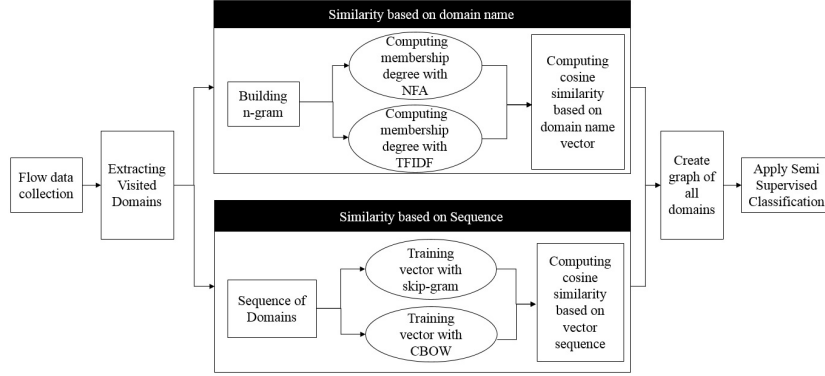 Flow data
collection
Extracting
Visited
Domains
Similarity based on domain name
Building
n-gram
Computing
membership
degree with
NFA
Computing
membership
degree with
TFIDF
Computing
cosine
similarity
based on
domain name
vector
Similarity based on Sequence
Sequence of
Domains
Training
vector with
skip-gram
Training
vector with
CBOW
Computing
cosine
similarity
based on
vector
sequence
Create
graph of
all
domains
Apply Semi
Supervised
Classification